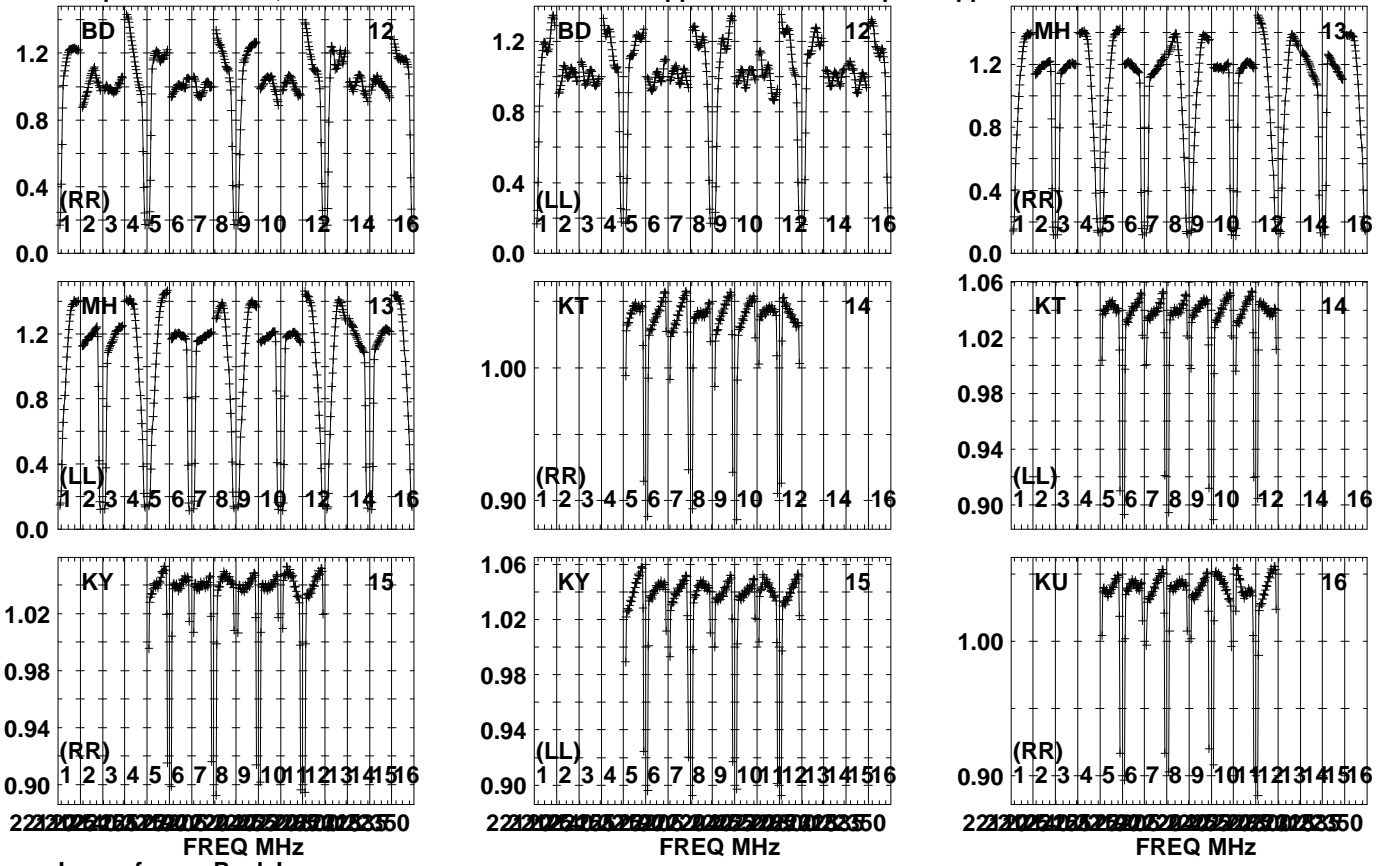 BD 12
1.2
0.8
0.4
(RR)
1 2 3 4 5 6 7 8 9 10 12 14 16
0.0
BD 12
1.2
0.8
0.4
(LL)
1 2 3 4 5 6 7 8 9 10 12 14 16
0.0
MH 13
1.2
0.8
0.4
(RR)
1 2 3 4 5 6 7 8 9 10 12 14 16
0.0
MH 13
1.2
0.8
0.4
(LL)
1 2 3 4 5 6 7 8 9 10 12 14 16
0.0
KT 14
1.00
(RR)
0.90
1 2 3 4 5 6 7 8 9 10 12 14 16
1.06
KT 14
1.02
0.98
0.94
(LL)
0.90
1 2 3 4 5 6 7 8 9 10 12 14 16
KY 15
1.02
0.98
0.94
(RR)
0.90
1 2 3 4 5 6 7 8 9 10 11 12 13 14 15 16
FREQ MHz
1.06
KY 15
1.02
0.98
0.94
(LL)
0.90
1 2 3 4 5 6 7 8 9 10 11 12 13 14 15 16
FREQ MHz
KU 16
1.00
(RR)
0.90
1 2 3 4 5 6 7 8 9 10 11 12 13 14 15 16
FREQ MHz